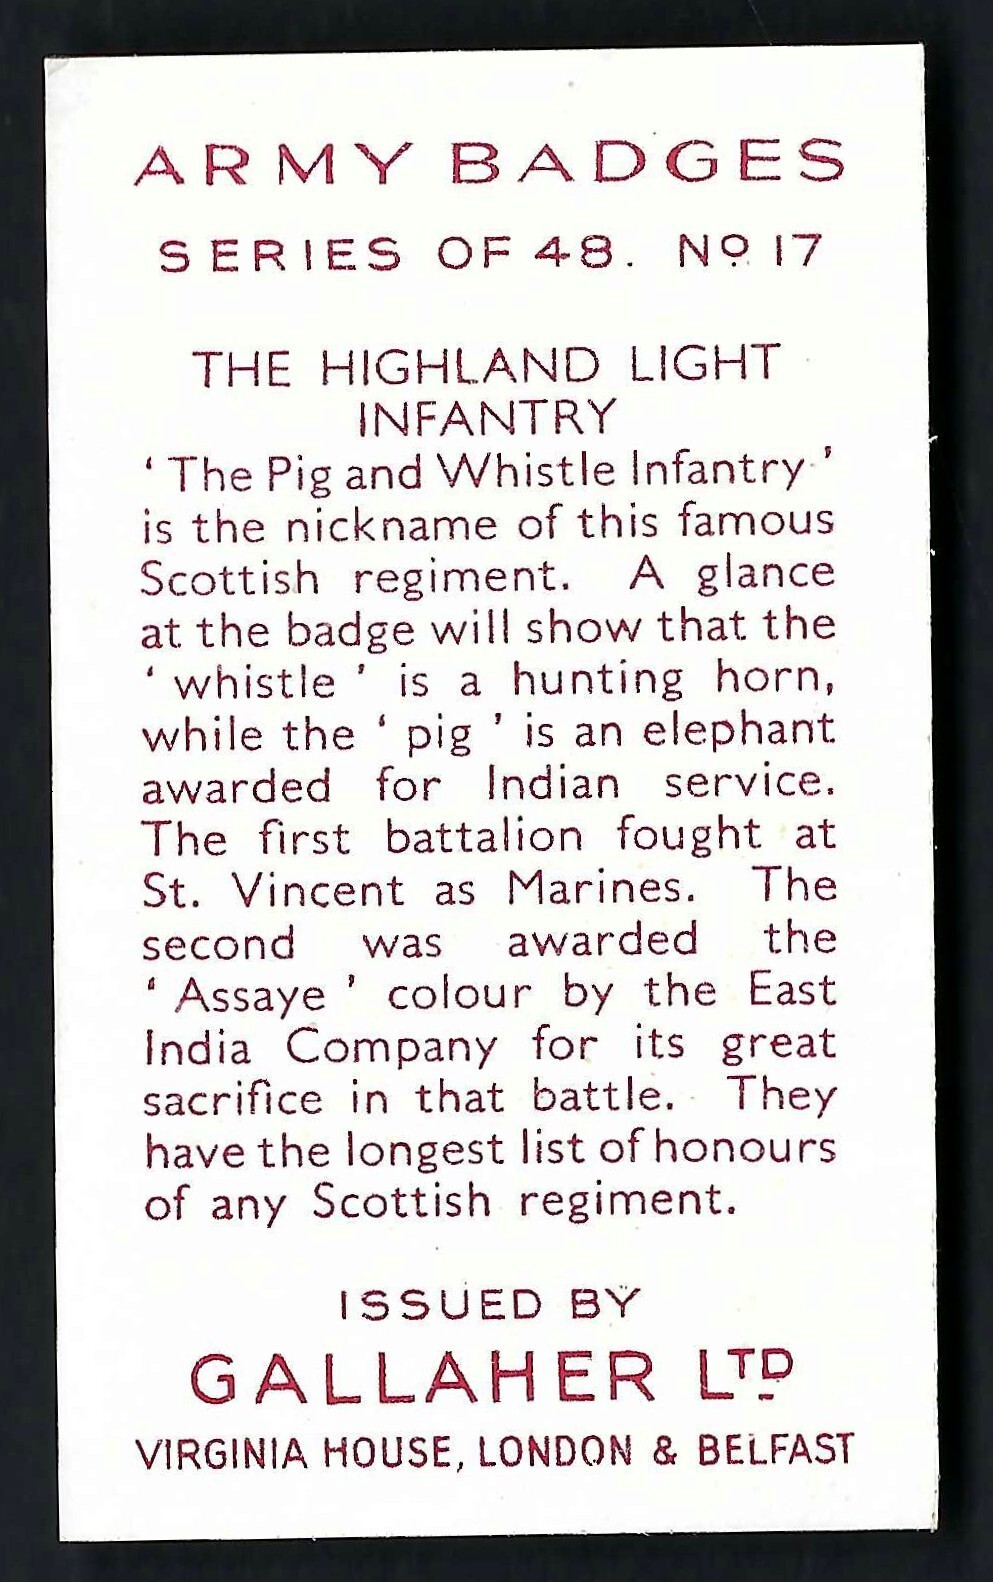 ARMY BADGES
SERIES OF 48. Nº 17
THE HIGHLAND LIGHT
INFANTRY
‘ The Pig and Whistle Infantry ’
is the nickname of this famous
Scottish regiment. A glance
at the badge will show that the
‘ whistle ’ is a hunting horn,
while the ‘ pig ’ is an elephant
awarded for Indian service.
The first battalion fought at
St. Vincent as Marines. The
second was awarded the
‘ Assaye ’ colour by the East
India Company for its great
sacrifice in that battle. They
have the longest list of honours
of any Scottish regiment.
ISSUED BY
GALLAHER LTD
VIRGINIA HOUSE, LONDON & BELFAST